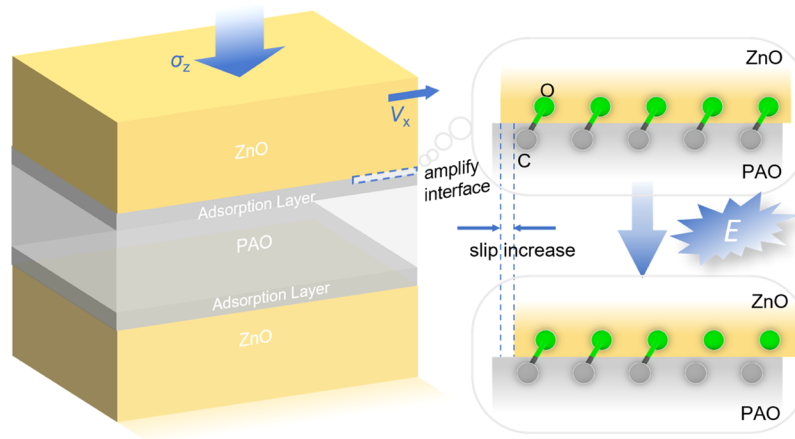 σz
Vx
ZnO
Adsorption Layer
PAO
Adsorption Layer
ZnO
amplify
interface
ZnO
O
C
PAO
slip increase
E
ZnO
PAO